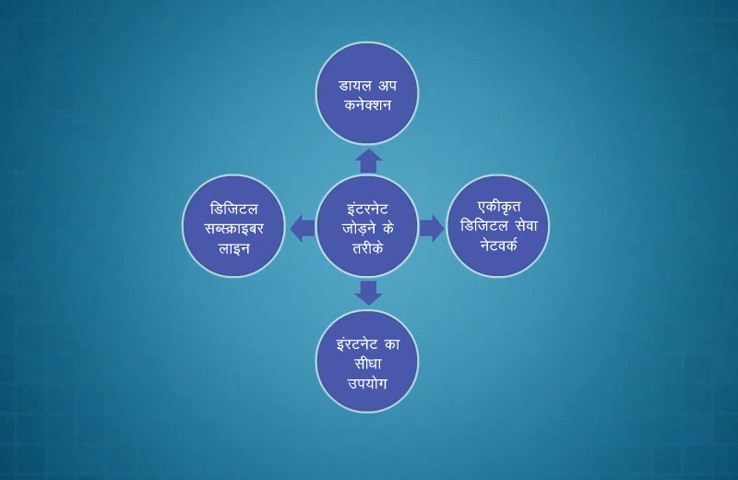 डायल अप
कनेक्शन
डिजिटल
सब्स्क्राइबर
लाइन
इंटरनेट
जोड़ने के
तरीके
एकीकृत
डिजिटल सेवा
नेटवर्क
इंरटनेट का
सीधा
उपयोग